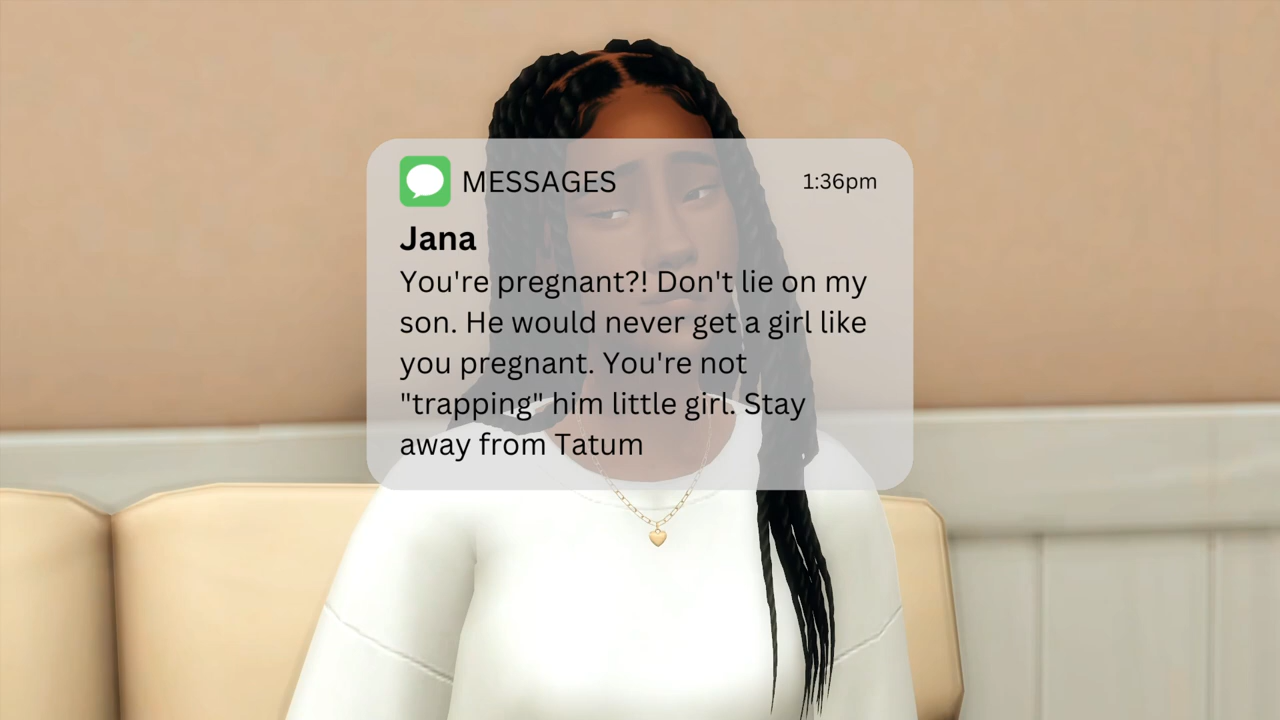 MESSAGES
1:36pm
Jana
You're pregnant?! Don't lie on my
son. He would never get a girl like
you pregnant. You're not
"trapping" him little girl. Stay
away from Tatum